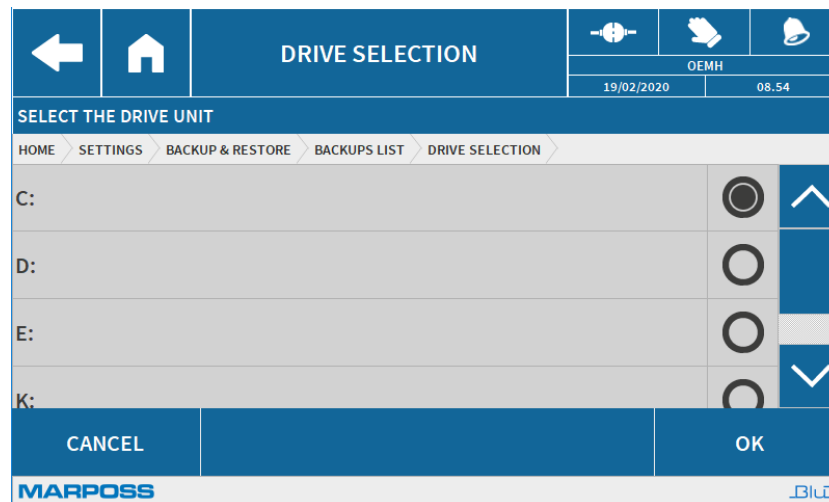 DRIVE SELECTION
OEMH
19/02/2020 08.54
SELECT THE DRIVE UNIT
HOME SETTINGS BACKUP & RESTORE BACKUPS LIST DRIVE SELECTION
C:
D:
E:
K:
CANCEL OK
MARPOSS